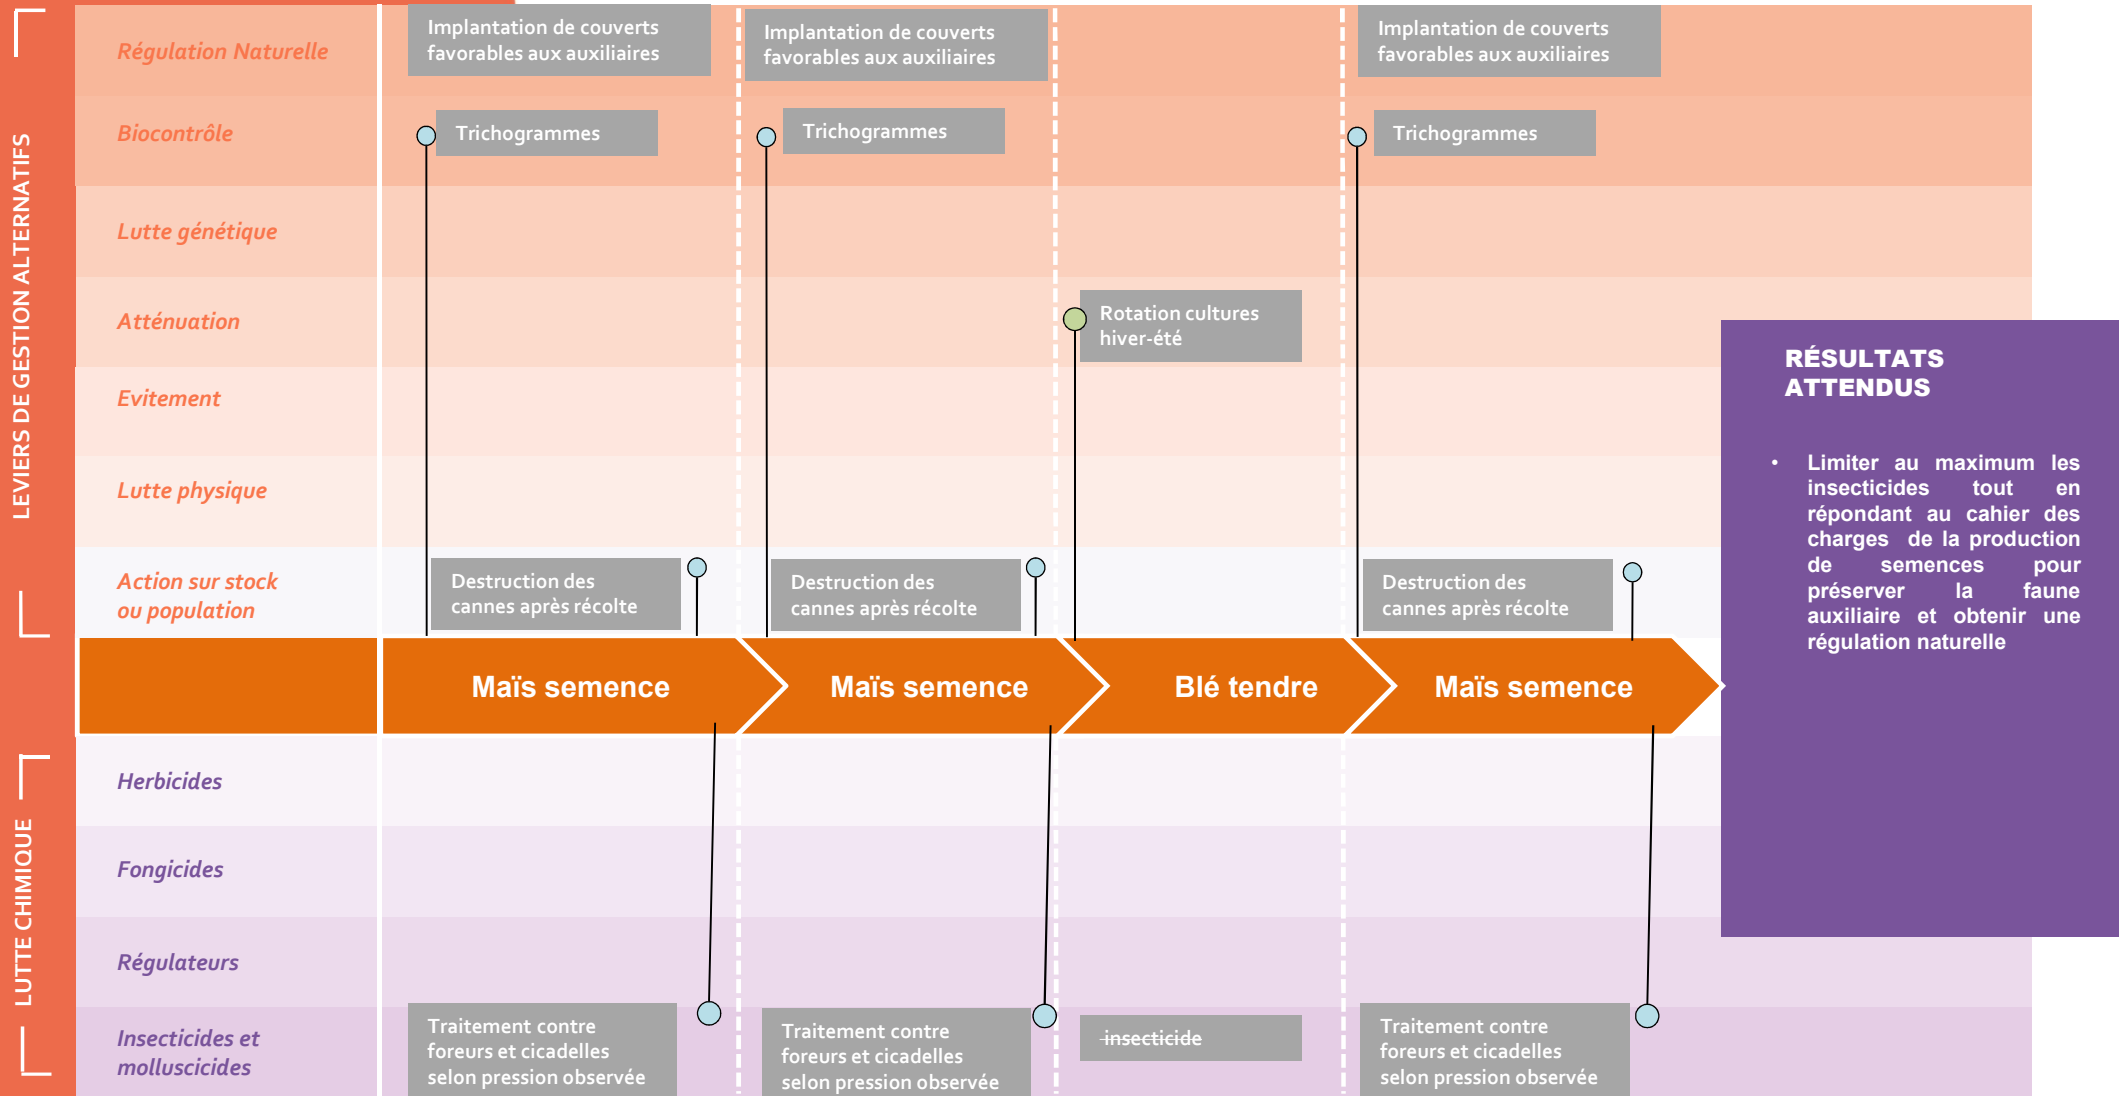 LEVIERS DE GESTION ALTERNATIFS
Régulation Naturelle
Implantation de couverts
favorables aux auxiliaires
Implantation de couverts
favorables aux auxiliaires
Implantation de couverts
favorables aux auxiliaires
Biocontrôle
Trichogrammes
Trichogrammes
Trichogrammes
Lutte génétique
Atténuation
Rotation cultures
hiver-été
Evitement
Lutte physique
Action sur stock
ou population
Destruction des
cannes après récolte
Destruction des
cannes après récolte
Destruction des
cannes après récolte
Maïs semence
Maïs semence
Blé tendre
Maïs semence
LUTTE CHIMIQUE
Herbicides
Fongicides
Régulateurs
Insecticides et
molluscicides
Traitement contre
foreurs et cicadelles
selon pression observée
Traitement contre
foreurs et cicadelles
selon pression observée
insecticide
Traitement contre
foreurs et cicadelles
selon pression observée
RÉSULTATS
ATTENDUS
• Limiter au maximum les
insecticides tout en
répondant au cahier des
charges de la production
de semences pour
préserver la faune
auxiliaire et obtenir une
régulation naturelle